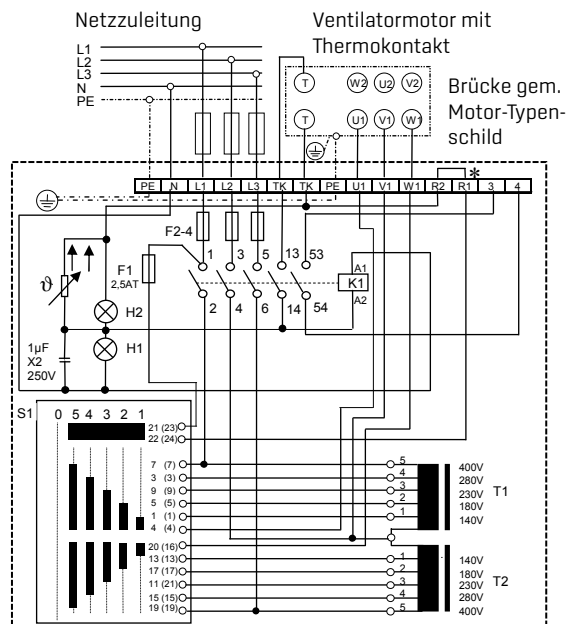 Netzzuleitung
Ventilatormotor mit
Thermokontakt
L1
L2
L3
N
PE
T W2 U2 V2
T U1 V1 W1
Brücke gem.
Motor-Typen-
schild
*
PE N L1 L2 L3 TK TK PE U1 V1 W1 R2 R1 3 4
F2-4
1 3 5 13 53
F1
2,5AT
ϑ
A1
K1
A2
2 4 6 14 54
H2
H1
1µF
X2
250V
S1
0 5 4 3 2 1
21 (23)
22 (24)
7 (7) 5 400V
3 (3) 4 280V
9 (9) 3 230V
5 (5) 2 180V
1 (1) 1 140V
T1
4 (4)
20 (16)
13 (13) 1 140V
17 (17) 2 180V
11 (21) 3 230V
15 (15) 4 280V
19 (19) 5 400V
T2